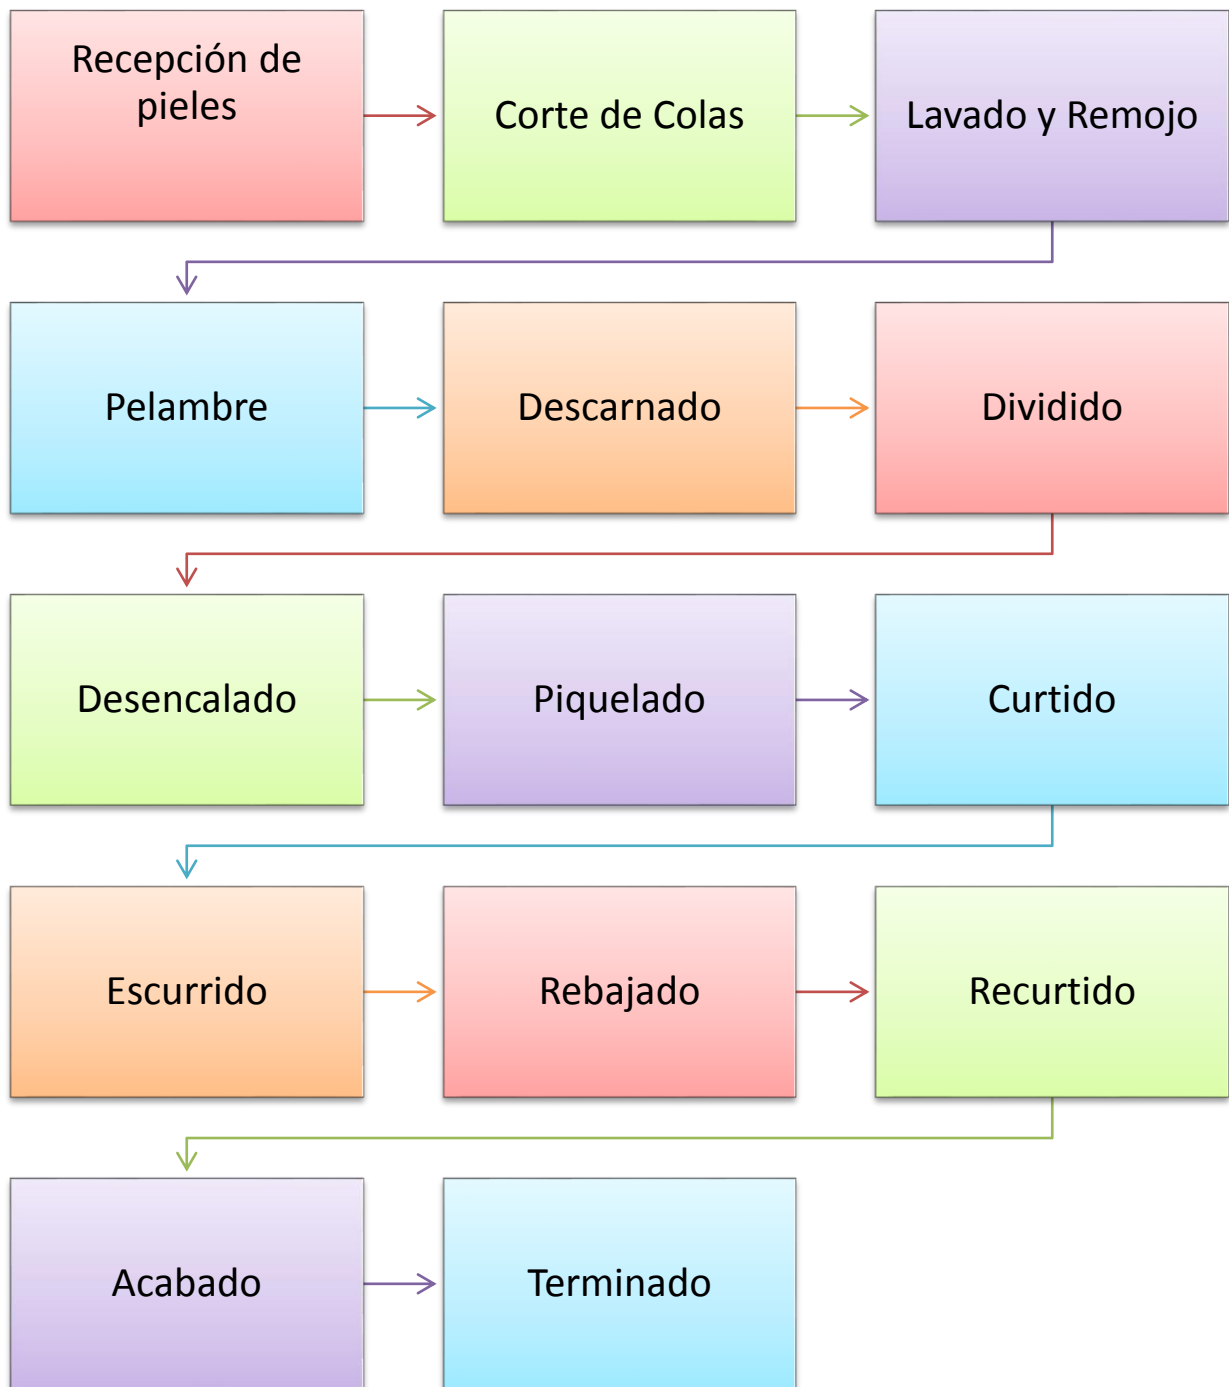 Recepción de
pieles
Corte de Colas
Lavado y Remojo
Pelambre
Descarnado
Dividido
Desencalado
Piquelado
Curtido
Escurrido
Rebajado
Recurtido
Acabado
Terminado